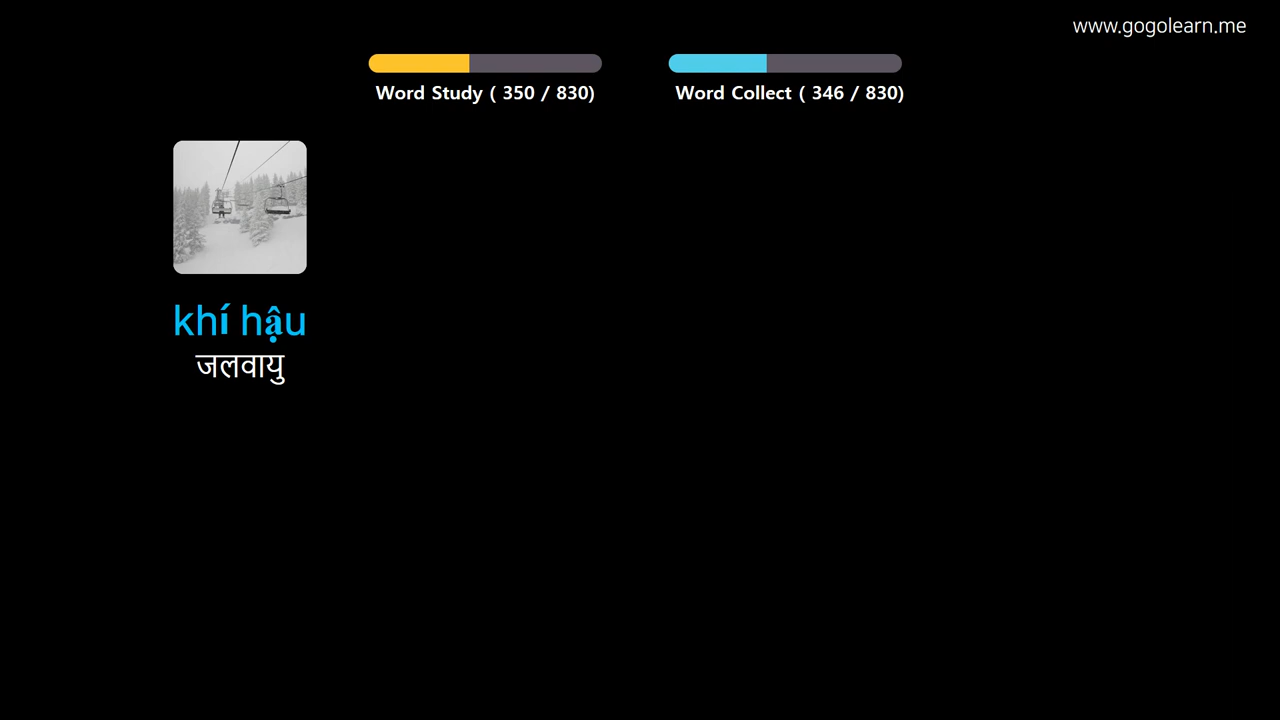 www.gogolearn.me
Word Study ( 350 / 830)
Word Collect ( 346 / 830)
khí hậu
जलवायु